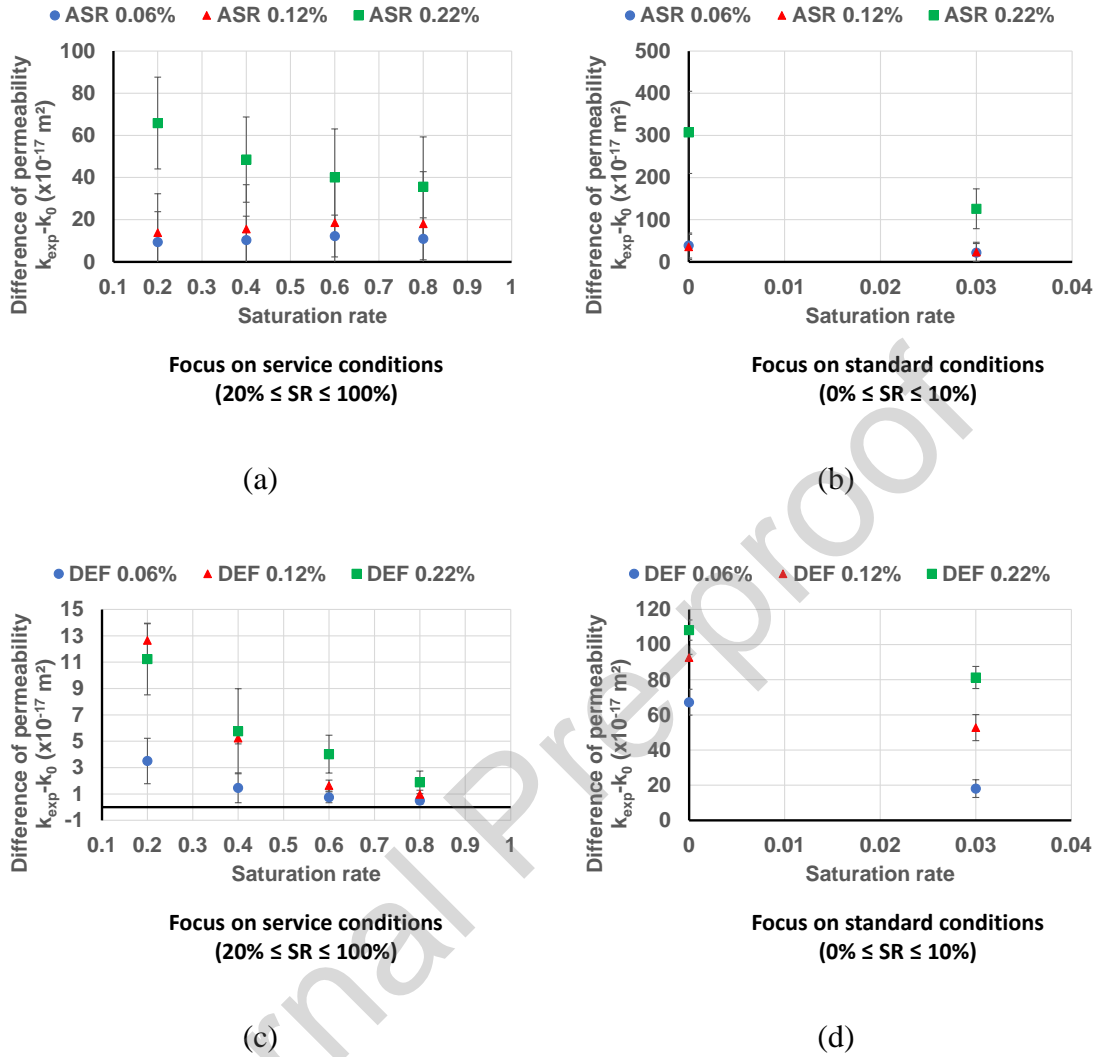 ASR 0.06% ASR 0.12% ASR 0.22%
100
80
60
40
20
0
0.1 0.2 0.3 0.4 0.5 0.6 0.7 0.8 0.9 1
Difference of permeability
kexp-k0 (x10-17 m²)
Saturation rate
Focus on service conditions
(20% ≤ SR ≤ 100%)
(a)
ASR 0.06% ASR 0.12% ASR 0.22%
500
400
300
200
100
0
0 0.01 0.02 0.03 0.04
Difference of permeability
kexp-k0 (x10-17 m²)
Saturation rate
Focus on standard conditions
(0% ≤ SR ≤ 10%)
(b)
DEF 0.06% DEF 0.12% DEF 0.22%
15
13
11
9
7
5
3
1
-1
0.1 0.2 0.3 0.4 0.5 0.6 0.7 0.8 0.9 1
Difference of permeability
kexp-k0 (x10-17 m²)
Saturation rate
Focus on service conditions
(20% ≤ SR ≤ 100%)
(c)
DEF 0.06% DEF 0.12% DEF 0.22%
120
100
80
60
40
20
0
0 0.01 0.02 0.03 0.04
Difference of permeability
kexp-k0 (x10-17 m²)
Saturation rate
Focus on standard conditions
(0% ≤ SR ≤ 10%)
(d)
rnal Pre-proof